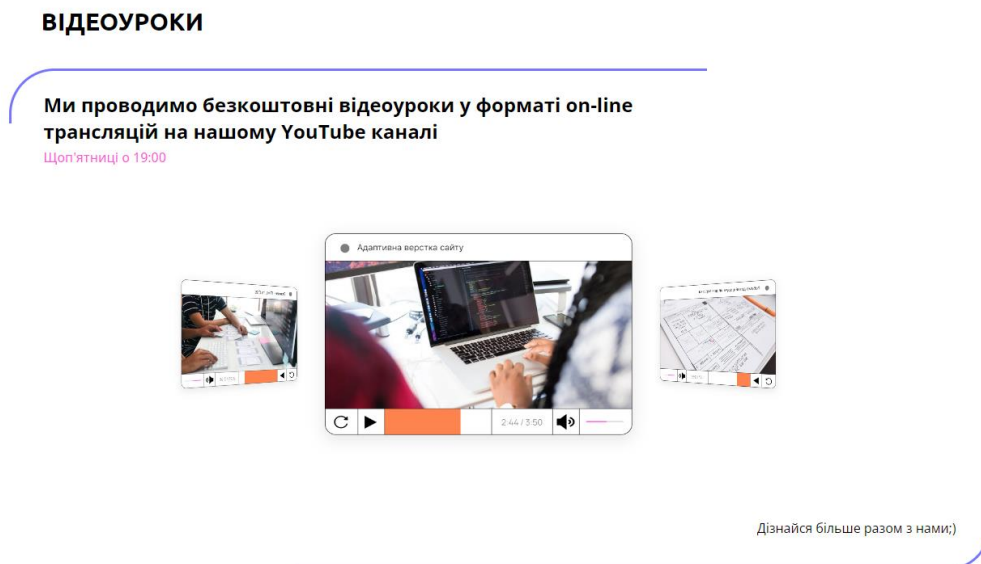 ВІДЕОУРОКИ
Ми проводимо безкоштовні відеоуроки у форматі on-line
трансляцій на нашому YouTube каналі
Щоп'ятниці о 19:00
Адаптивна верстка сайту
2:44 / 3:50
Дізнайся більше разом з нами;)